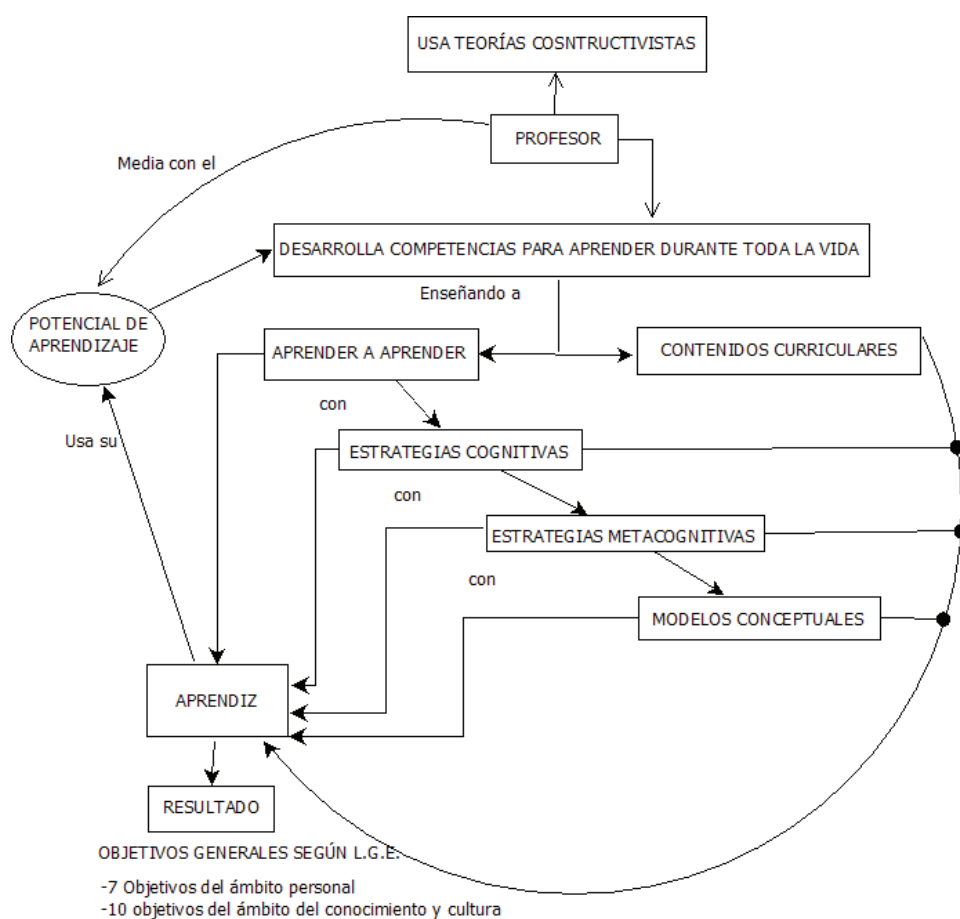 USA TEORÍAS COSNTRUCTIVISTAS
PROFESOR
Media con el
DESARROLLA COMPETENCIAS PARA APRENDER DURANTE TODA LA VIDA
Enseñando a
POTENCIAL DE
APRENDIZAJE
APRENDER A APRENDER
CONTENIDOS CURRICULARES
con
Usa su
ESTRATEGIAS COGNITIVAS
con
ESTRATEGIAS METACOGNITIVAS
con
MODELOS CONCEPTUALES
APRENDIZ
RESULTADO
OBJETIVOS GENERALES SEGÚN L.G.E.
-7 Objetivos del ámbito personal
-10 objetivos del ámbito del conocimiento y cultura